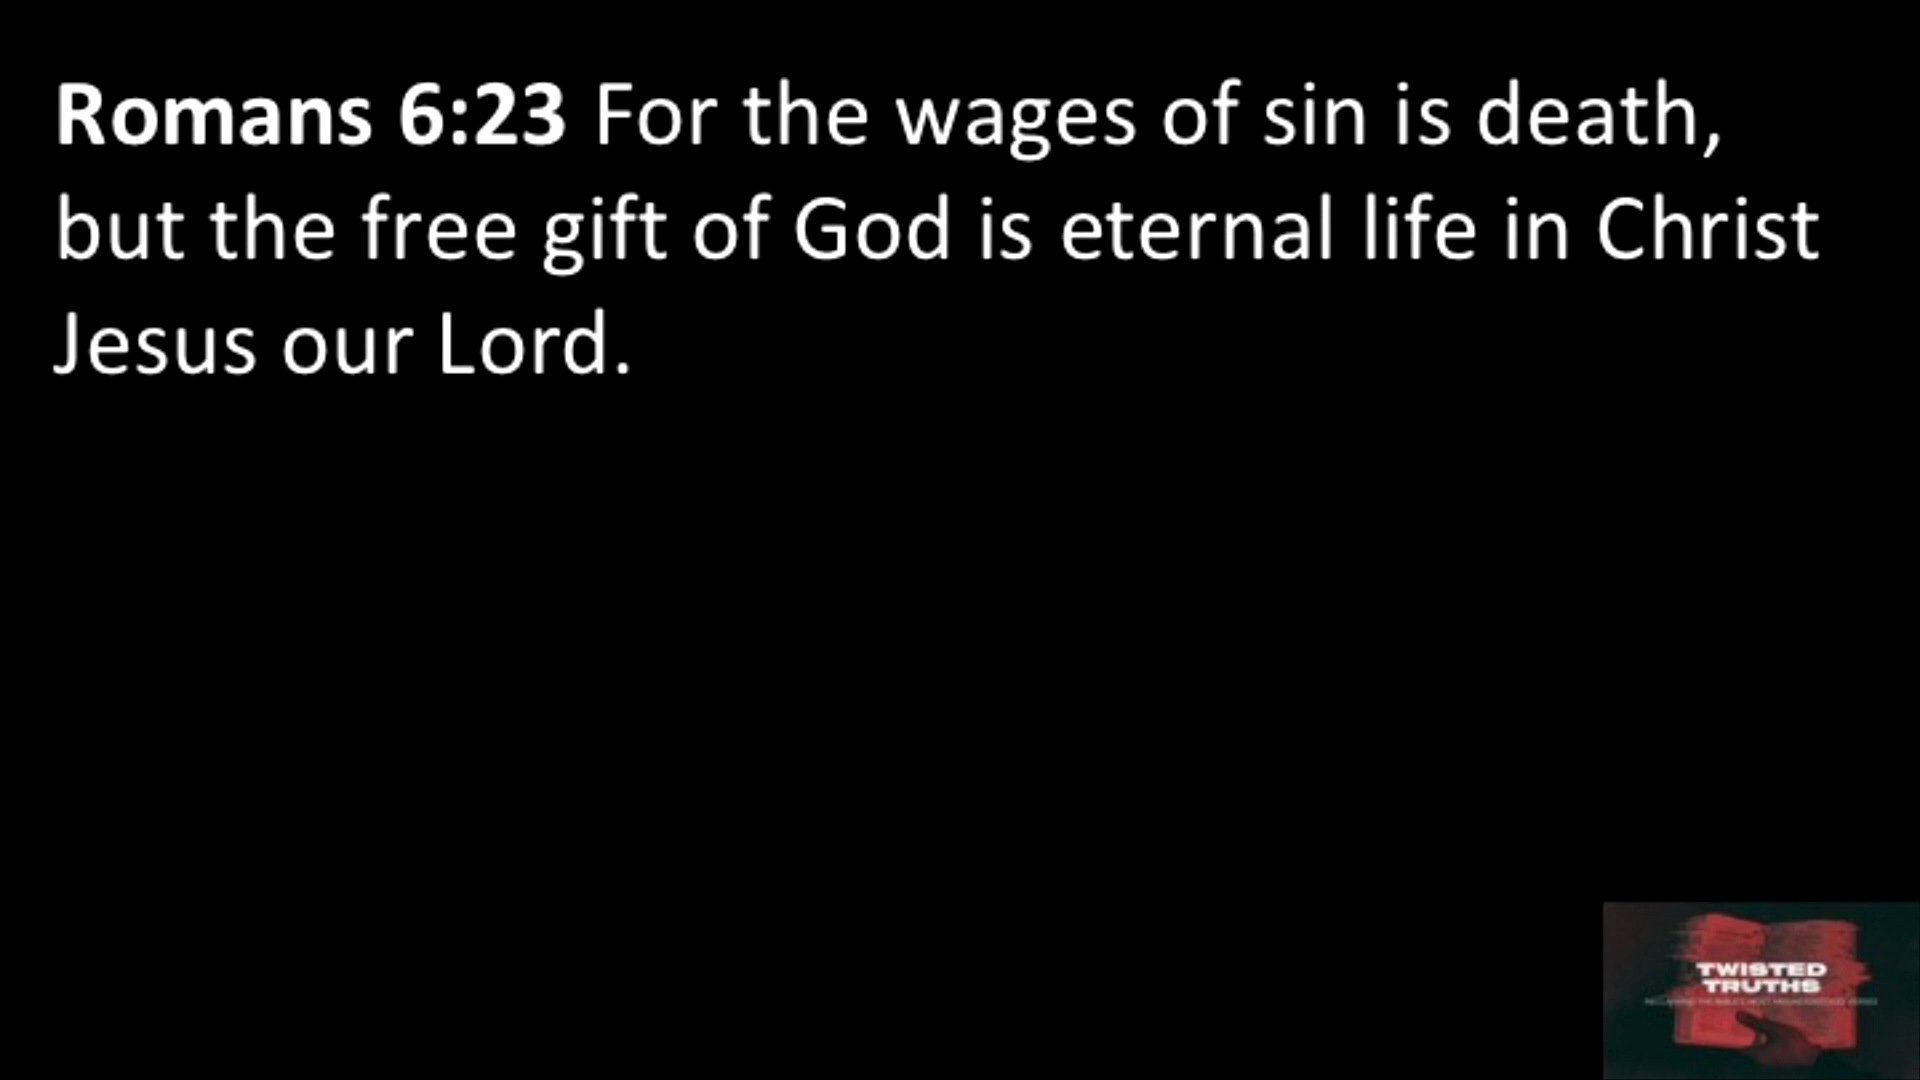 Romans 6:23 For the wages of sin is death,
but the free gift of God is eternal life in Christ
Jesus our Lord.
TWISTED
TRUTHS